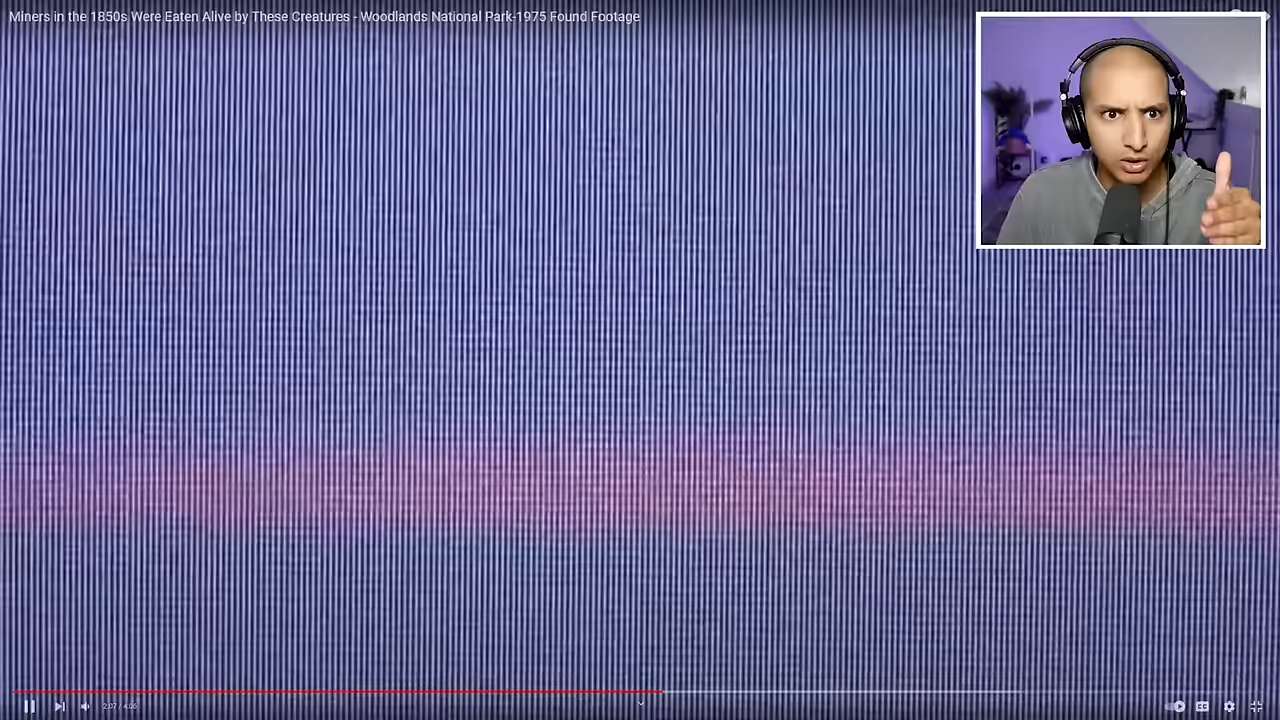 Miners in the 1850s Were Eaten Alive by These Creatures - Woodlands National Park-1975 Found Footage
2:07 / 4:06
CC